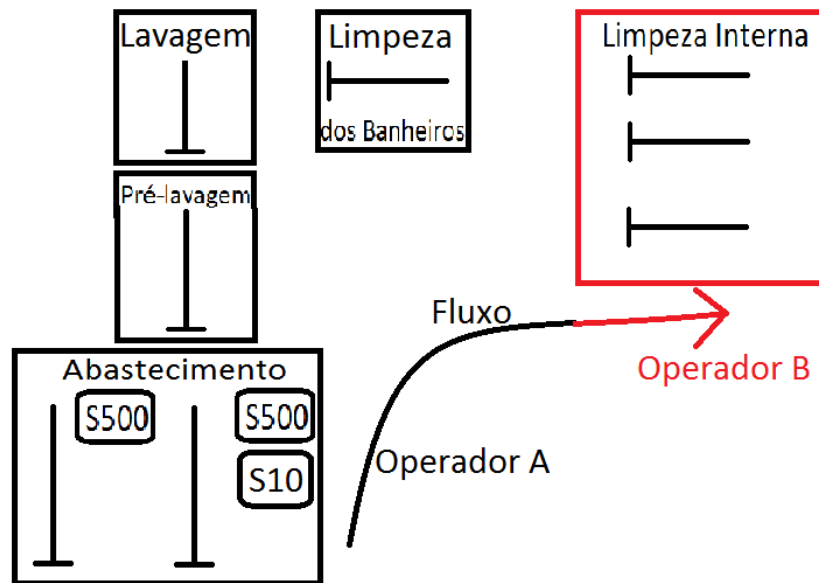 Lavagem
Limpeza
dos Banheiros
Limpeza Interna
Pré-lavagem
Fluxo
Operador B
Abastecimento
S500
S500
S10
Operador A